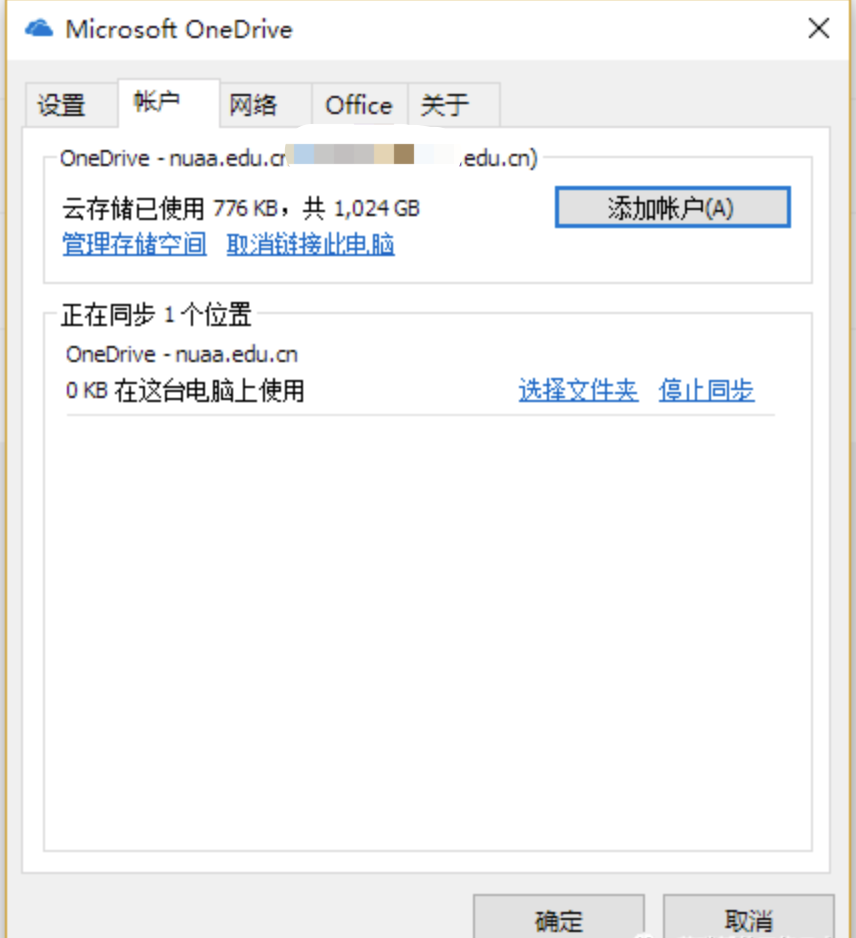 Microsoft OneDrive
设置 帐户 网络 Office 关于
OneDrive - nuaa.edu.cn .edu.cn)
云存储已使用 776 KB，共 1,024 GB 添加帐户(A)
管理存储空间 取消链接此电脑
正在同步 1 个位置
OneDrive - nuaa.edu.cn
0 KB 在这台电脑上使用 选择文件夹 停止同步
确定 取消